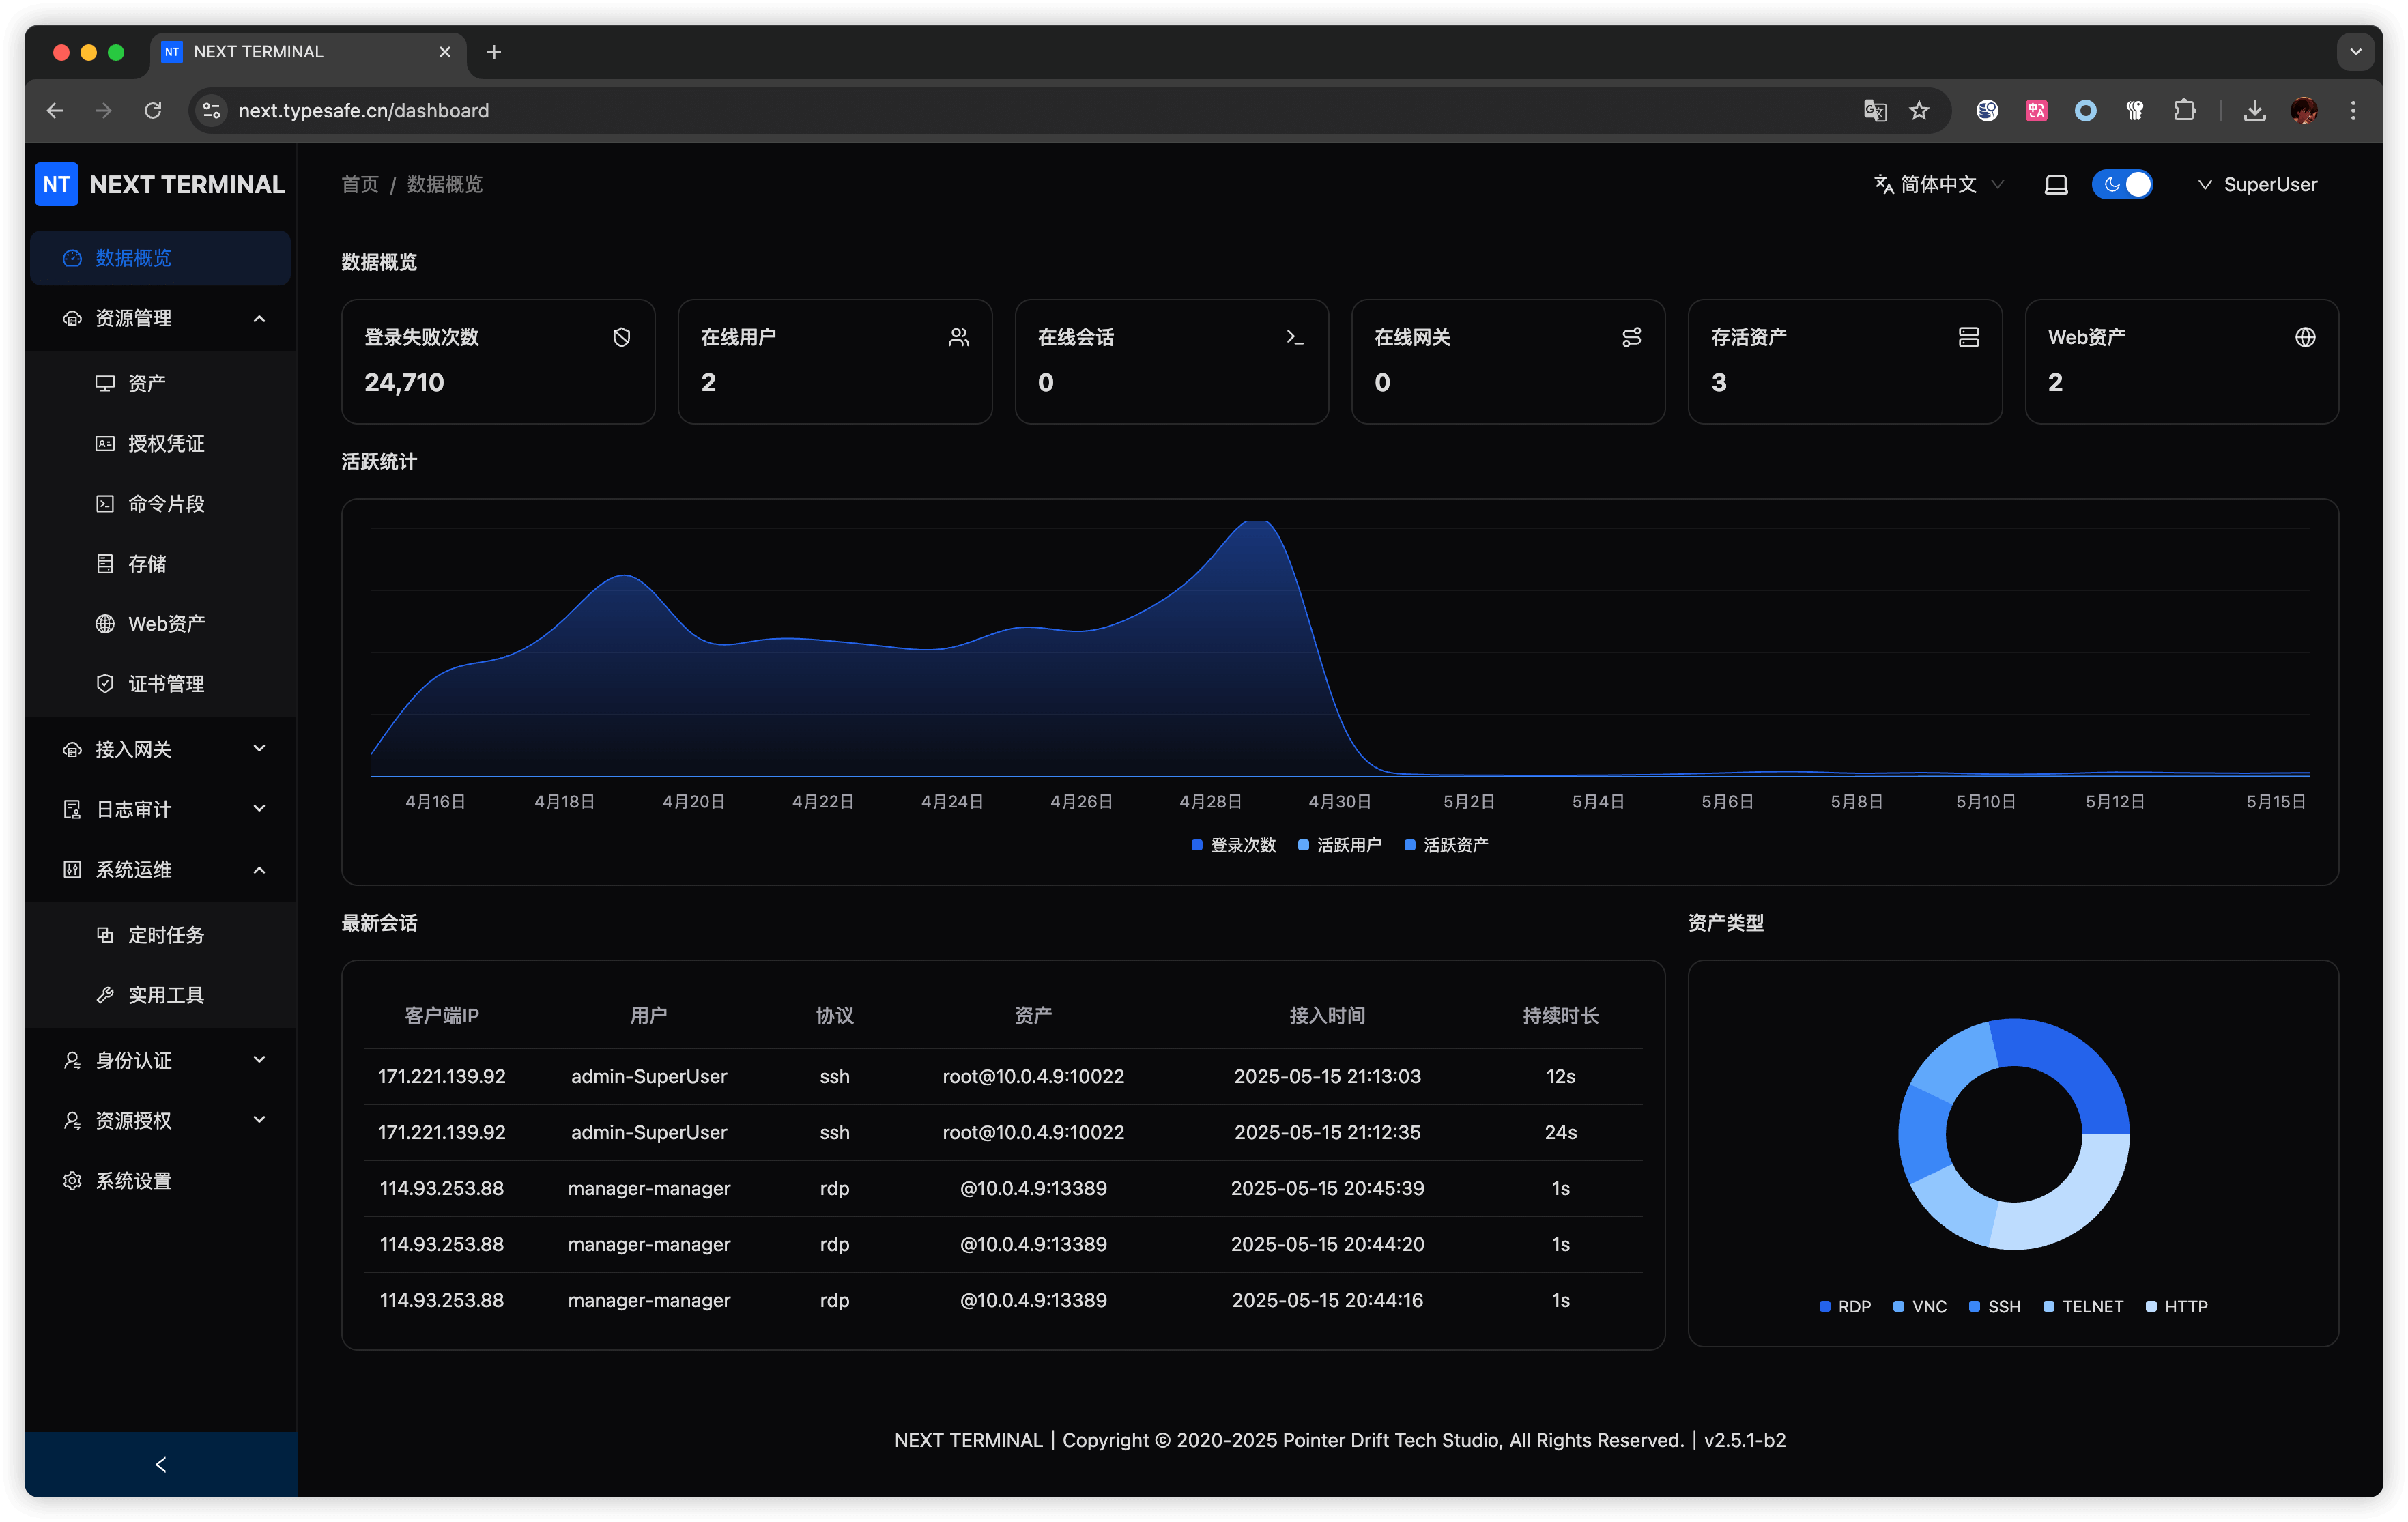 NT NEXT TERMINAL
next.typesafe.cn/dashboard
NT NEXT TERMINAL
首页 / 数据概览
简体中文
SuperUser
数据概览
资源管理
资产
授权凭证
命令片段
存储
Web资产
证书管理
接入网关
日志审计
系统运维
定时任务
实用工具
身份认证
资源授权
系统设置
数据概览
登录失败次数
24,710
在线用户
2
在线会话
0
在线网关
0
存活资产
3
Web资产
2
活跃统计
4月16日 4月18日 4月20日 4月22日 4月24日 4月26日 4月28日 4月30日 5月2日 5月4日 5月6日 5月8日 5月10日 5月12日 5月15日
登录次数 活跃用户 活跃资产
最新会话
客户端IP 用户 协议 资产 接入时间 持续时长
171.221.139.92 admin-SuperUser ssh root@10.0.4.9:10022 2025-05-15 21:13:03 12s
171.221.139.92 admin-SuperUser ssh root@10.0.4.9:10022 2025-05-15 21:12:35 24s
114.93.253.88 manager-manager rdp @10.0.4.9:13389 2025-05-15 20:45:39 1s
114.93.253.88 manager-manager rdp @10.0.4.9:13389 2025-05-15 20:44:20 1s
114.93.253.88 manager-manager rdp @10.0.4.9:13389 2025-05-15 20:44:16 1s
资产类型
RDP VNC SSH TELNET HTTP
NEXT TERMINAL | Copyright © 2020-2025 Pointer Drift Tech Studio, All Rights Reserved. | v2.5.1-b2